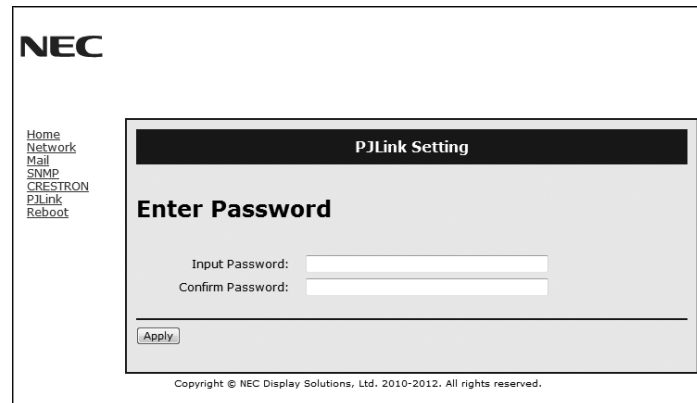 NEC
Home
Network
Mail
SNMP
CRESTRON
PJLink
Reboot
PJLink Setting
Enter Password
Input Password:
Confirm Password:
Apply
Copyright © NEC Display Solutions, Ltd. 2010-2012. All rights reserved.